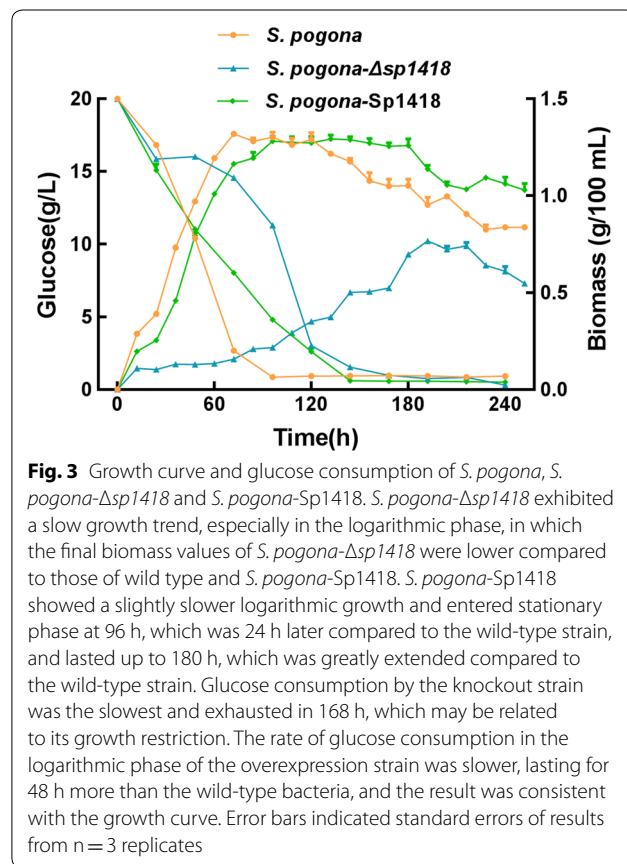 S. pogona
S. pogona-Δsp1418
S. pogona-Sp1418
20
15
10
5
0
Glucose(g/L)
1.5
1.0
0.5
0.0
Biomass (g/100 mL)
0
60
120
180
240
Time(h)
Fig. 3 Growth curve and glucose consumption of S. pogona, S.
pogona-Δsp1418 and S. pogona-Sp1418. S. pogona-Δsp1418 exhibited
a slow growth trend, especially in the logarithmic phase, in which
the final biomass values of S. pogona-Δsp1418 were lower compared
to those of wild type and S. pogona-Sp1418. S. pogona-Sp1418
showed a slightly slower logarithmic growth and entered stationary
phase at 96 h, which was 24 h later compared to the wild-type strain,
and lasted up to 180 h, which was greatly extended compared to
the wild-type strain. Glucose consumption by the knockout strain
was the slowest and exhausted in 168 h, which may be related
to its growth restriction. The rate of glucose consumption in the
logarithmic phase of the overexpression strain was slower, lasting for
48 h more than the wild-type bacteria, and the result was consistent
with the growth curve. Error bars indicated standard errors of results
from n = 3 replicates